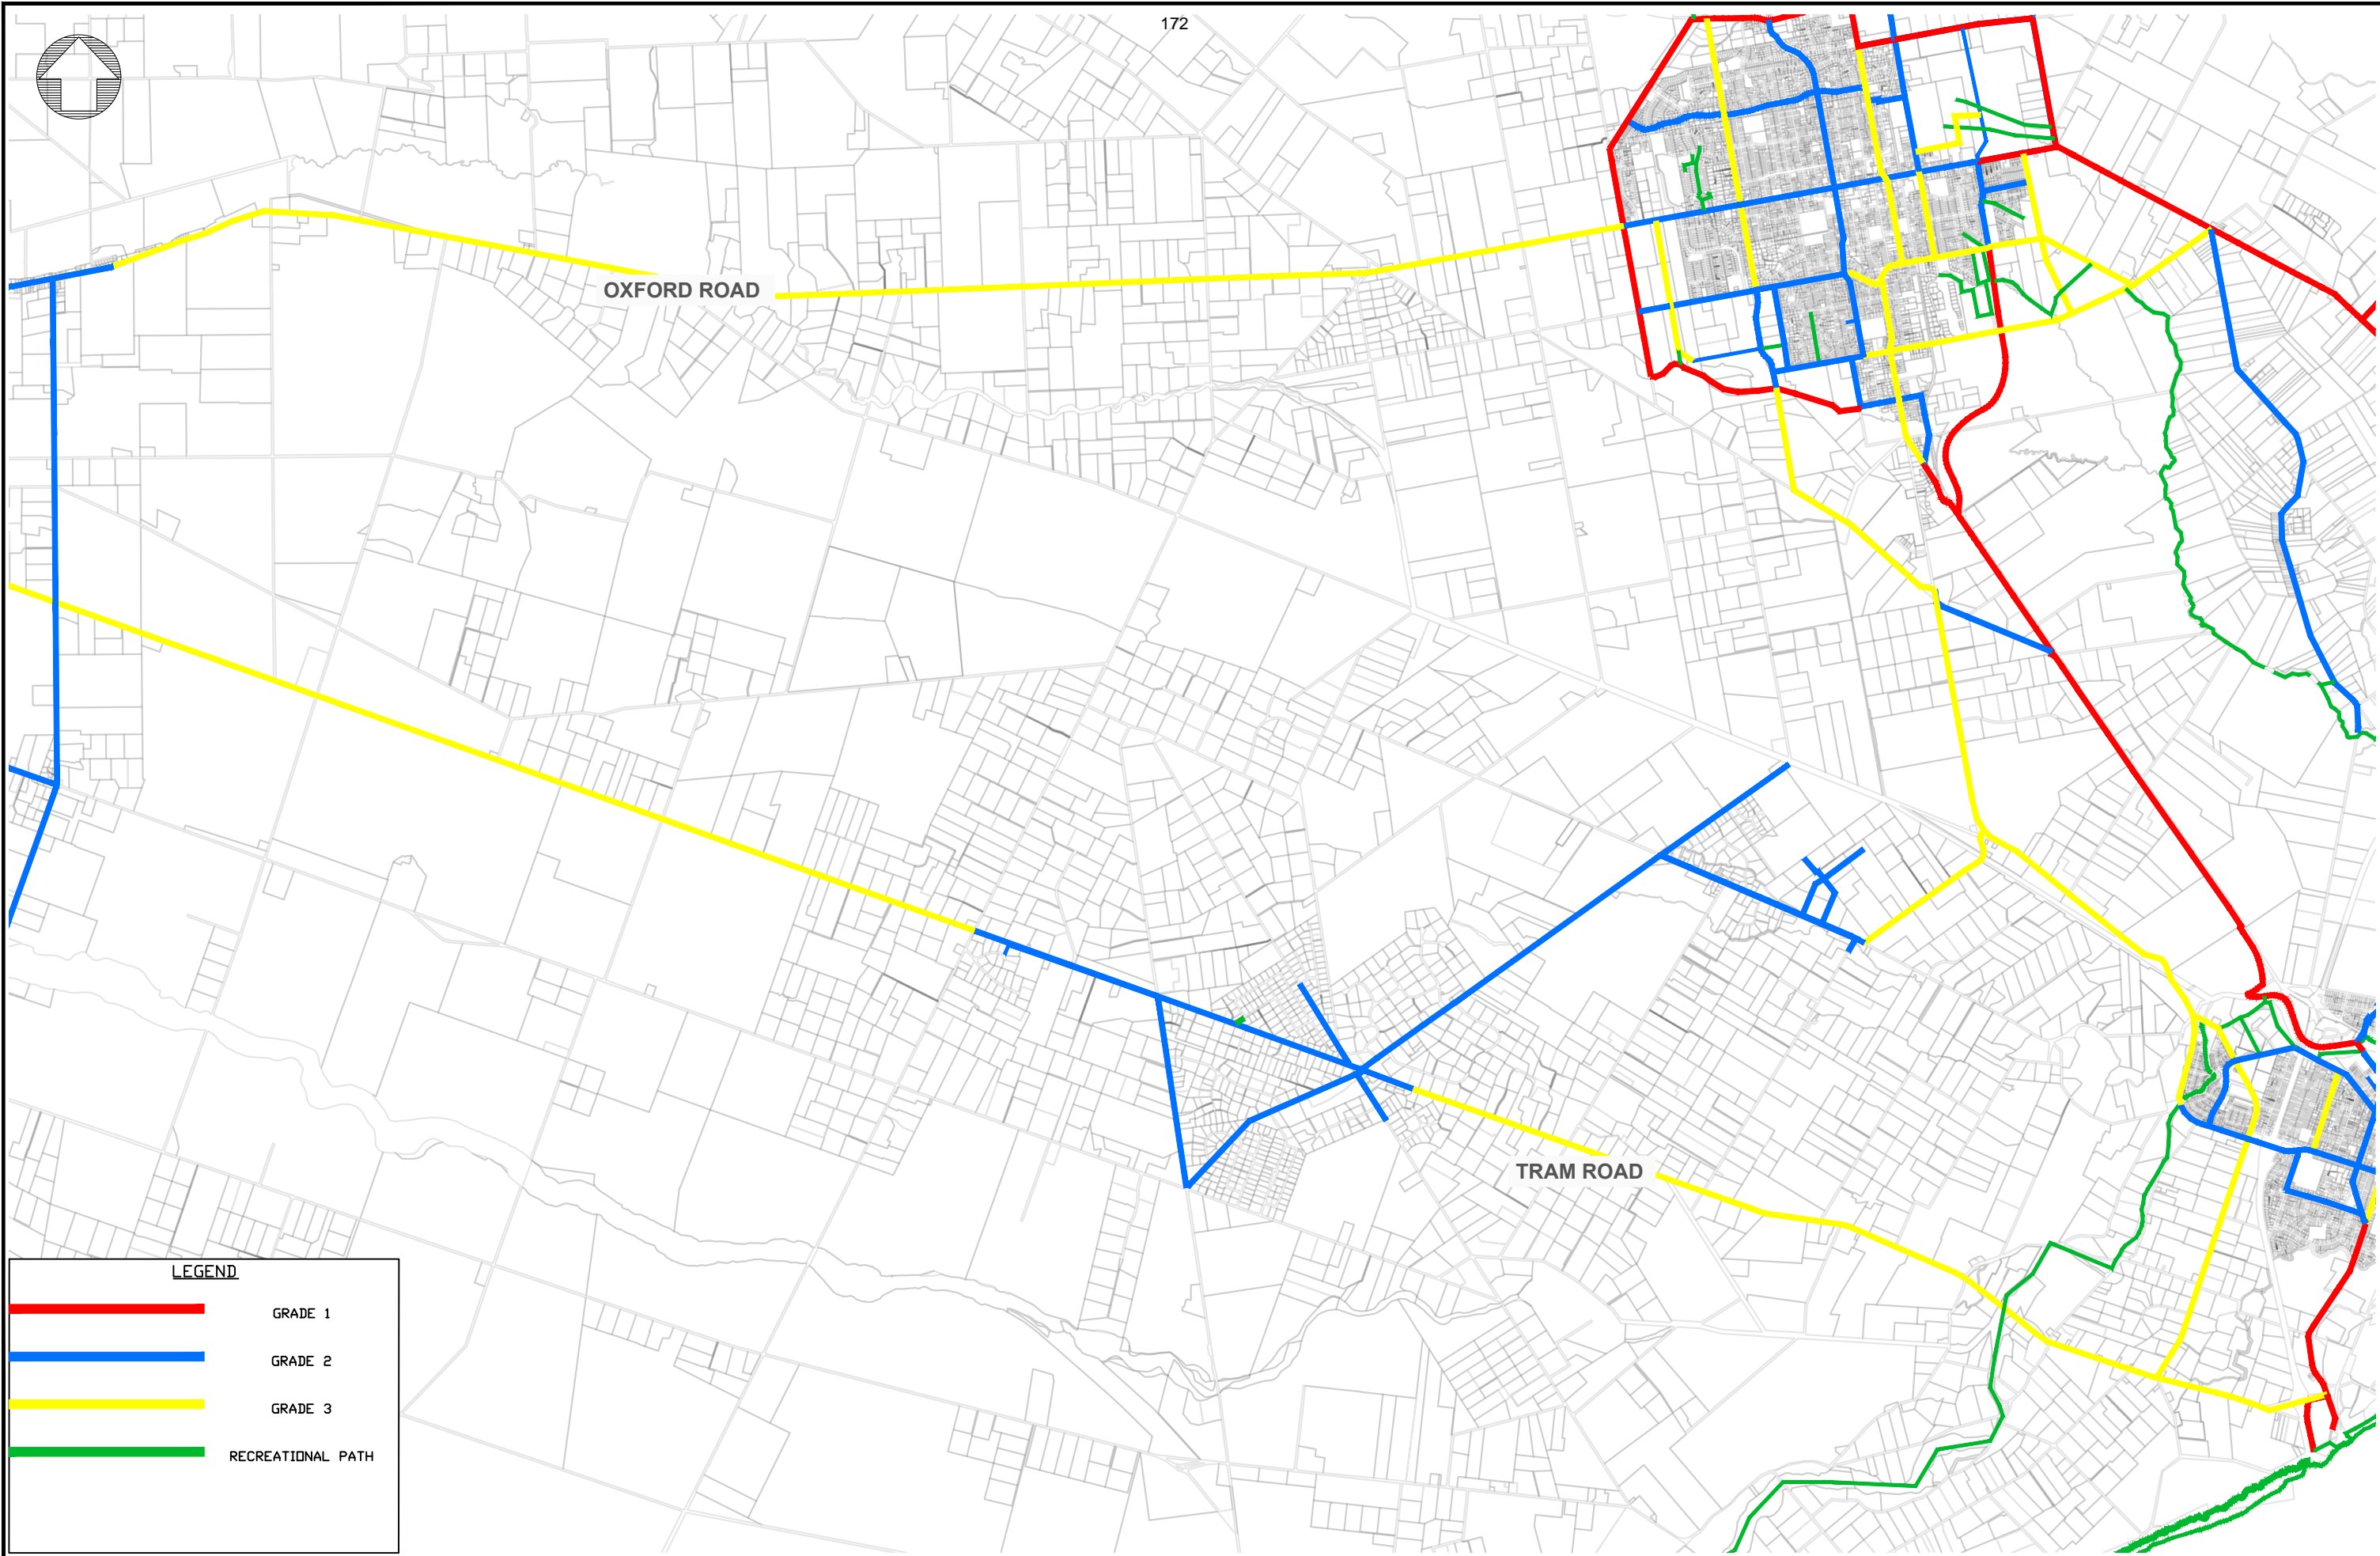 172
OXFORD ROAD
TRAM ROAD
LEGEND
GRADE 1
GRADE 2
GRADE 3
RECREATIONAL PATH